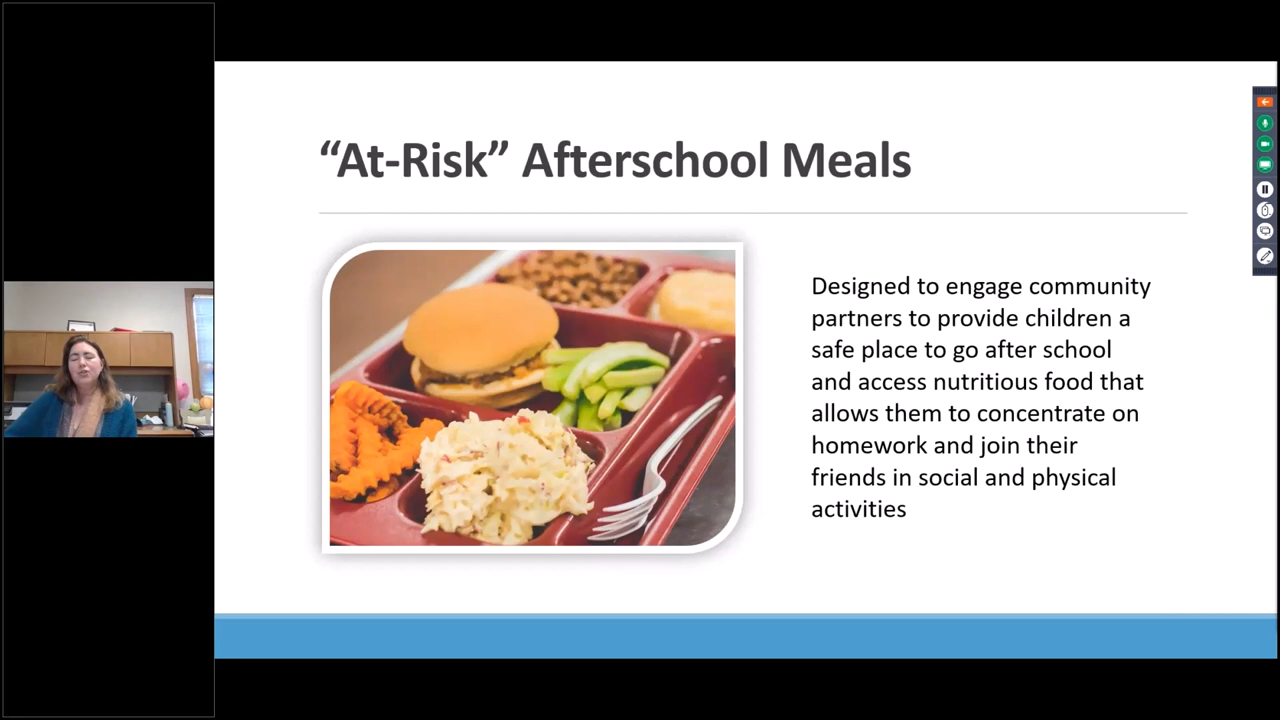 “At-Risk” Afterschool Meals
Designed to engage community
partners to provide children a
safe place to go after school
and access nutritious food that
allows them to concentrate on
homework and join their
friends in social and physical
activities